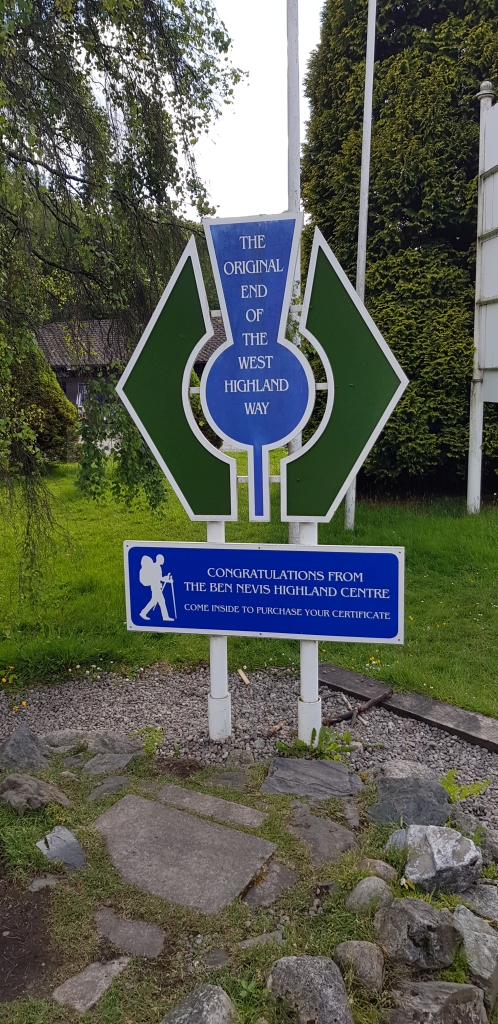 THE
ORIGINAL
END
OF
THE
WEST
HIGHLAND
WAY
CONGRATULATIONS FROM
THE BEN NEVIS HIGHLAND CENTRE
COME INSIDE TO PURCHASE YOUR CERTIFICATE